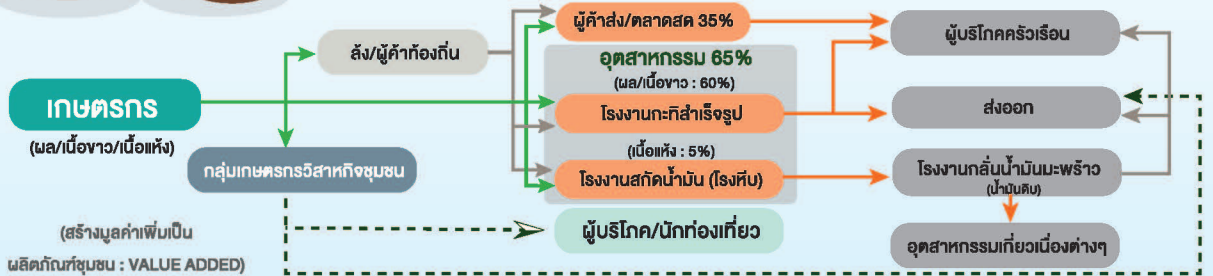 เกษตรกร
(ผล/เนื้อขาว/เนื้อแห้ง)
ล้ง/ผู้ค้าท้องถิ่น
กลุ่มเกษตรกรวิสาหกิจชุมชน
(สร้างมูลค่าเพิ่มเป็น
ผลิตภัณฑ์ชุมชน : VALUE ADDED)
ผู้ค้าส่ง/ตลาดสด 35%
อุตสาหกรรม 65%
(ผล/เนื้อขาว : 60%)
โรงงานกะทิสำเร็จรูป
(เนื้อแห้ง : 5%)
โรงงานสกัดน้ำมัน (โรงหีบ)
ผู้บริโภค/นักท่องเที่ยว
ผู้บริโภคครัวเรือน
ส่งออก
โรงงานกลั่นน้ำมันมะพร้าว
(น้ำมันดิบ)
อุตสาหกรรมเกี่ยวเนื่องต่างๆ